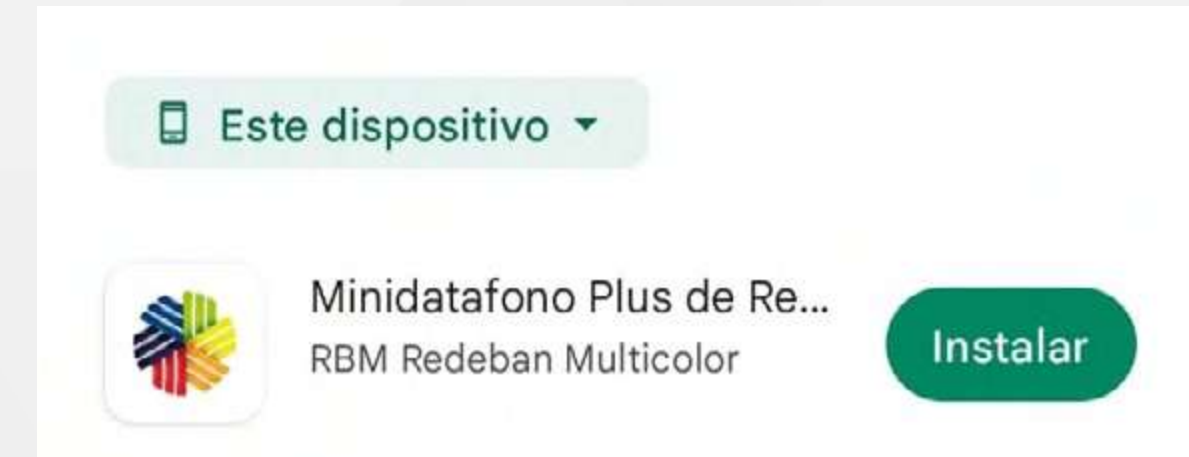 Este dispositivo
Minidatafono Plus de Re...
RBM Redeban Multicolor
Instalar